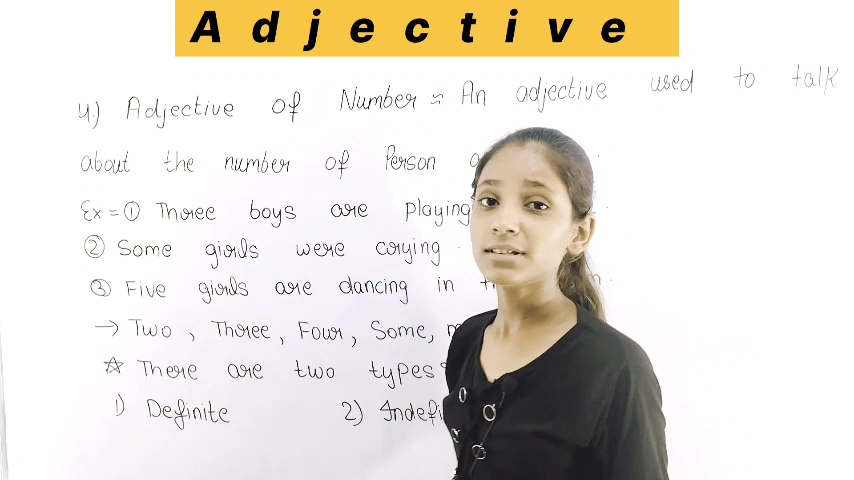 Adjective
4.) Adjective of Number ≈ An adjective used to talk
about the number of Person
Ex = ① Three boys are playing
② Some girls were crying
③ Five girls are dancing in
→ Two, Three, Four, Some,
☆ There are two types
1) Definite 2) Indefi